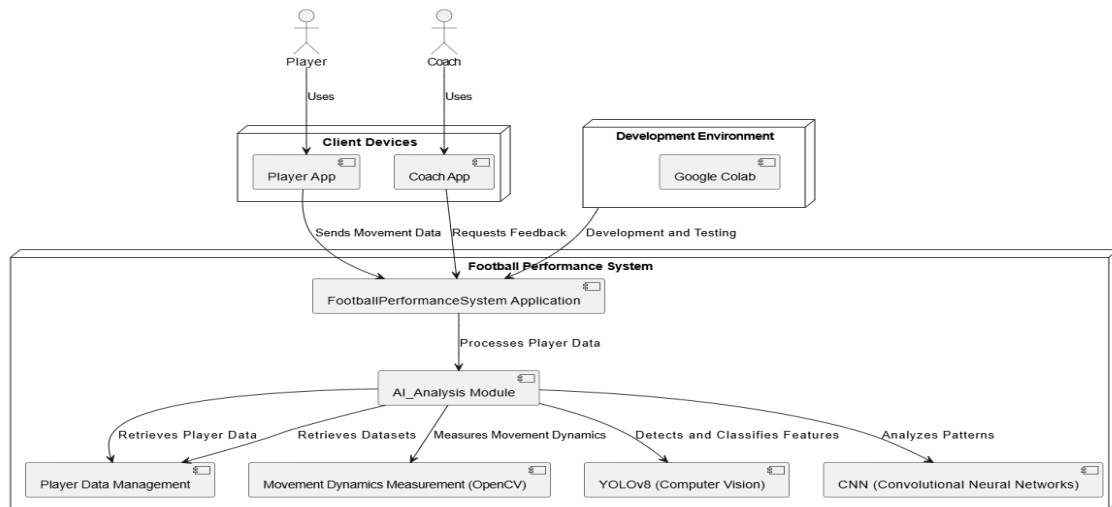 Player
Coach
Uses
Uses
Client Devices
Development Environment
Player App
Coach App
Google Colab
Sends Movement Data
Requests Feedback
Development and Testing
Football Performance System
FootballPerformanceSystem Application
Processes Player Data
AI_Analysis Module
Retrieves Player Data
Retrieves Datasets
Measures Movement Dynamics
Detects and Classifies Features
Analyzes Patterns
Player Data Management
Movement Dynamics Measurement (OpenCV)
YOLOv8 (Computer Vision)
CNN (Convolutional Neural Networks)